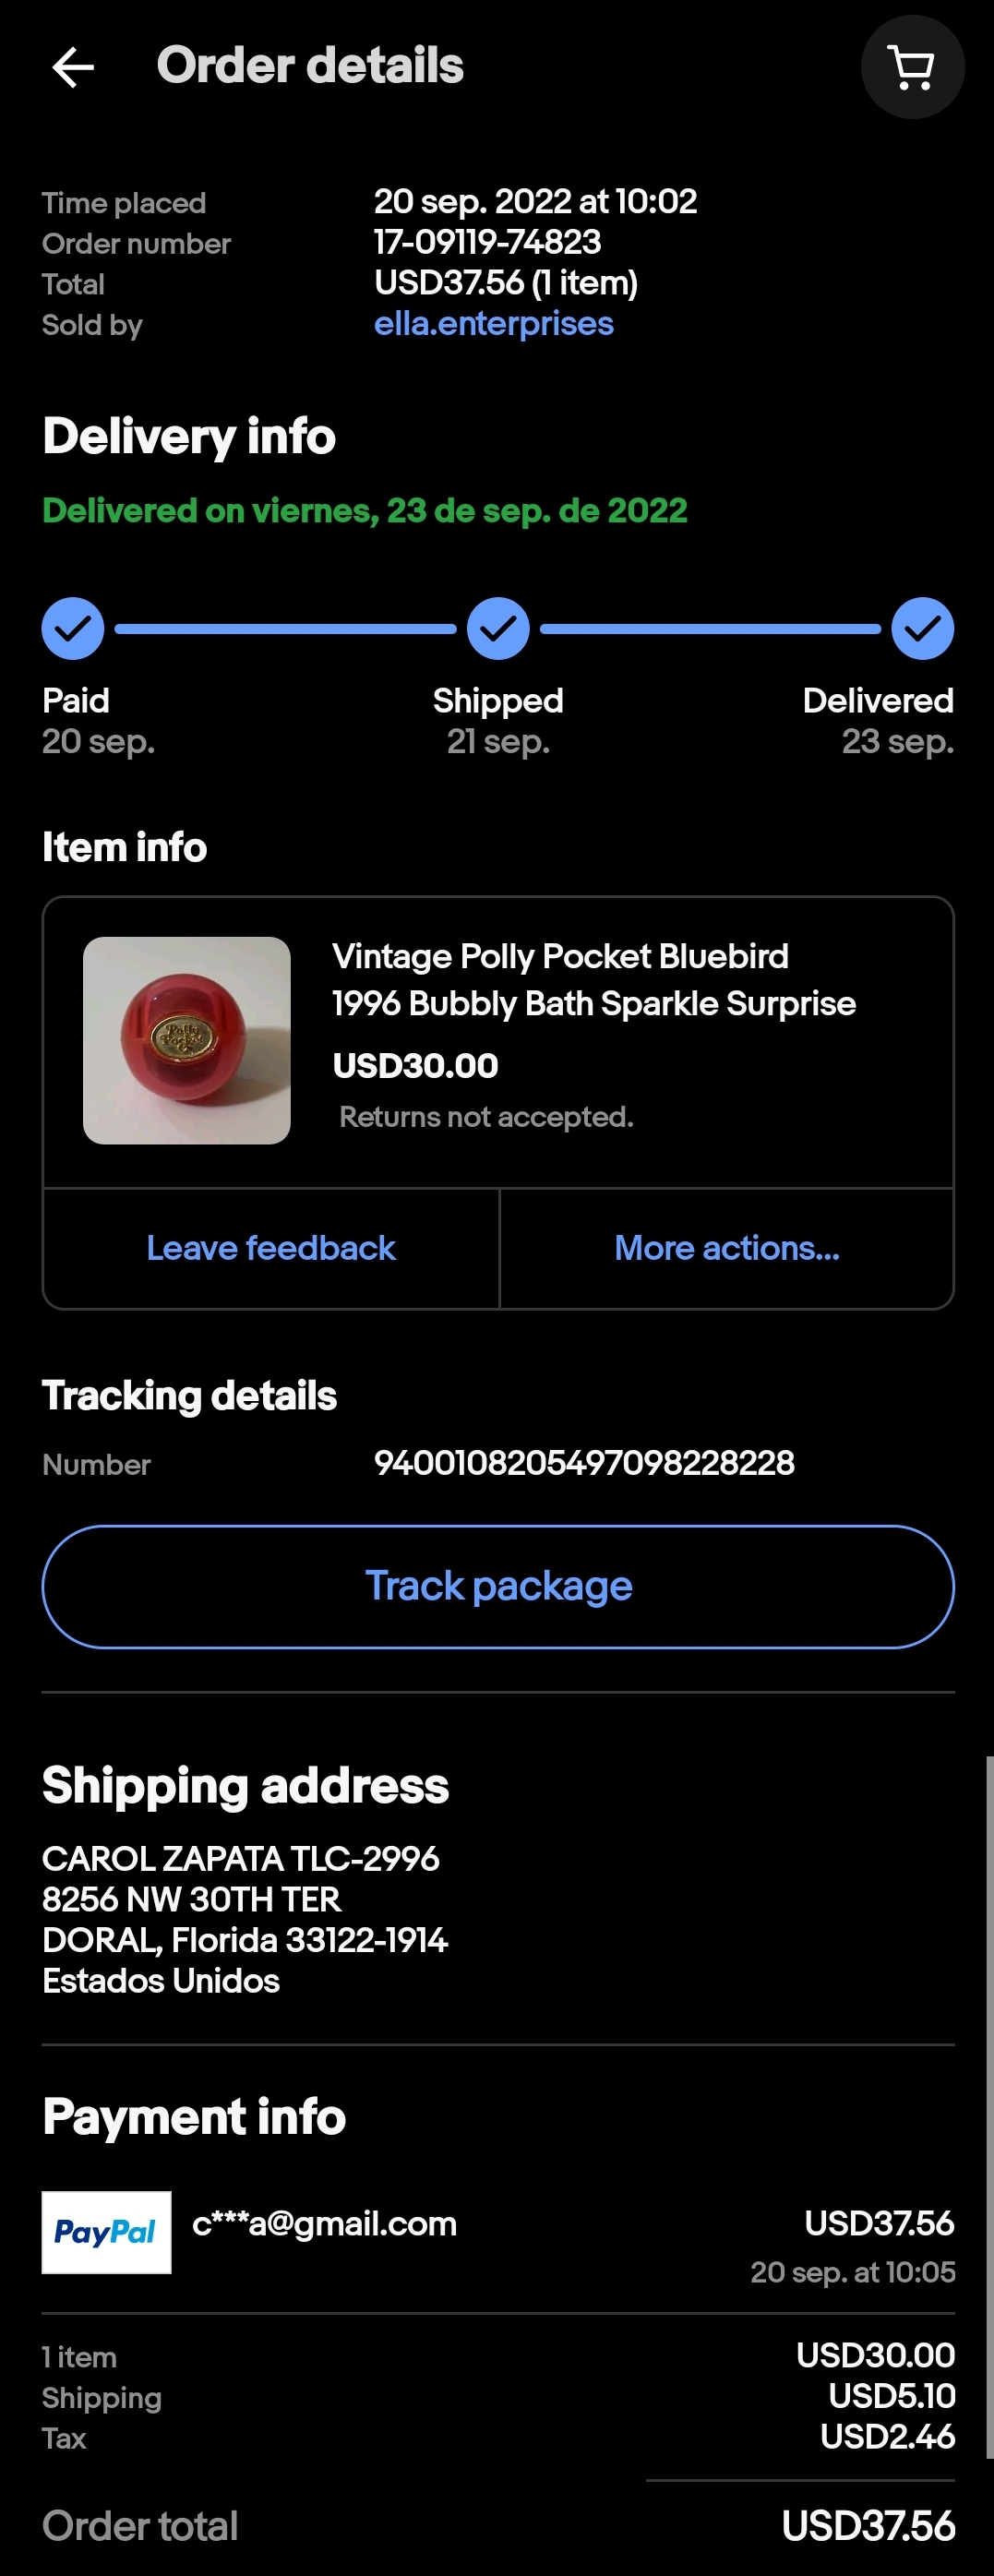 Order details
Time placed 20 sep. 2022 at 10:02
Order number 17-09119-74823
Total USD37.56 (1 item)
Sold by ella.enterprises
Delivery info
Delivered on viernes, 23 de sep. de 2022
Paid Shipped Delivered
20 sep. 21 sep. 23 sep.
Item info
Polly
Pocket
Vintage Polly Pocket Bluebird
1996 Bubbly Bath Sparkle Surprise
USD30.00
Returns not accepted.
Leave feedback More actions...
Tracking details
Number 9400108205497098228228
Track package
Shipping address
CAROL ZAPATA TLC-2996
8256 NW 30TH TER
DORAL, Florida 33122-1914
Estados Unidos
Payment info
PayPal c***a@gmail.com USD37.56
20 sep. at 10:05
1 item USD30.00
Shipping USD5.10
Tax USD2.46
Order total USD37.56